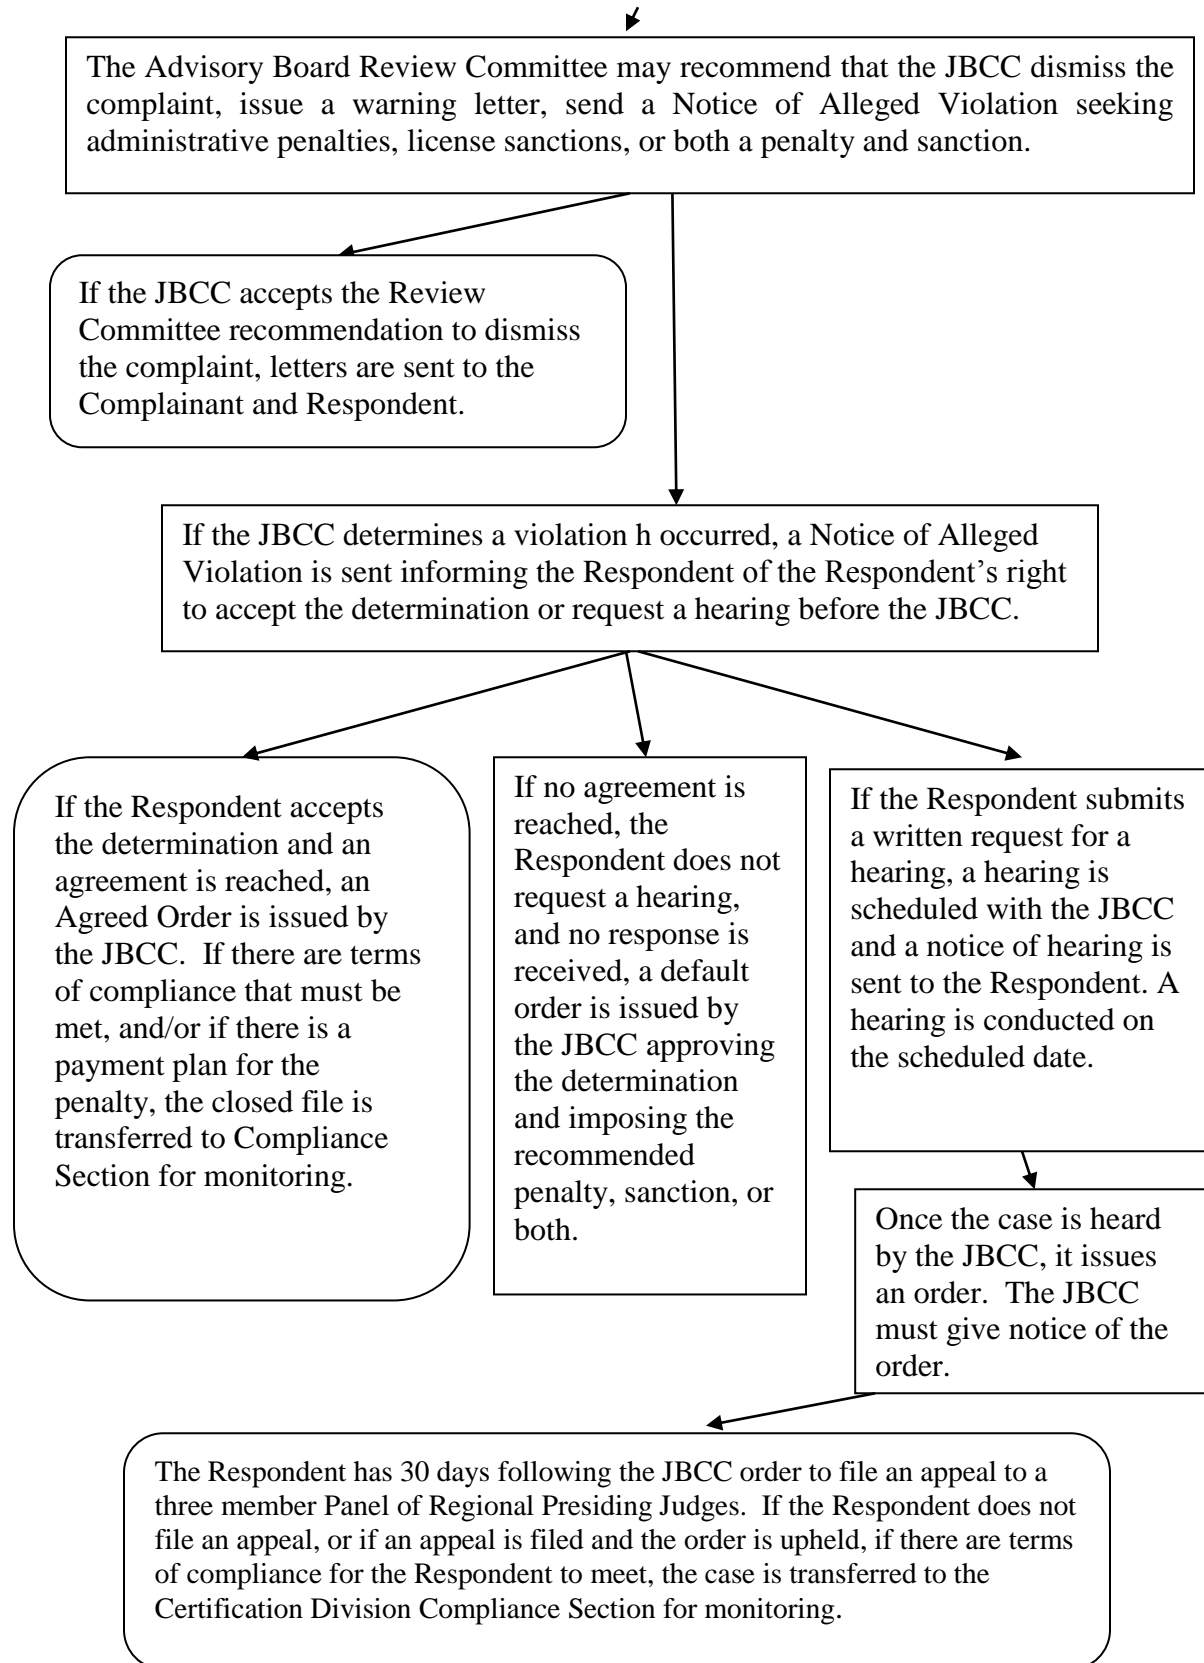 The Advisory Board Review Committee may recommend that the JBCC dismiss the
complaint, issue a warning letter, send a Notice of Alleged Violation seeking
administrative penalties, license sanctions, or both a penalty and sanction.
If the JBCC accepts the Review
Committee recommendation to dismiss
the complaint, letters are sent to the
Complainant and Respondent.
If the JBCC determines a violation h occurred, a Notice of Alleged
Violation is sent informing the Respondent of the Respondent’s right
to accept the determination or request a hearing before the JBCC.
If the Respondent accepts
the determination and an
agreement is reached, an
Agreed Order is issued by
the JBCC.  If there are terms
of compliance that must be
met, and/or if there is a
payment plan for the
penalty, the closed file is
transferred to Compliance
Section for monitoring.
If no agreement is
reached, the
Respondent does not
request a hearing,
and no response is
received, a default
order is issued by
the JBCC approving
the determination
and imposing the
recommended
penalty, sanction, or
both.
If the Respondent submits
a written request for a
hearing, a hearing is
scheduled with the JBCC
and a notice of hearing is
sent to the Respondent. A
hearing is conducted on
the scheduled date.
Once the case is heard
by the JBCC, it issues
an order.  The JBCC
must give notice of the
order.
The Respondent has 30 days following the JBCC order to file an appeal to a
three member Panel of Regional Presiding Judges.  If the Respondent does not
file an appeal, or if an appeal is filed and the order is upheld, if there are terms
of compliance for the Respondent to meet, the case is transferred to the
Certification Division Compliance Section for monitoring.